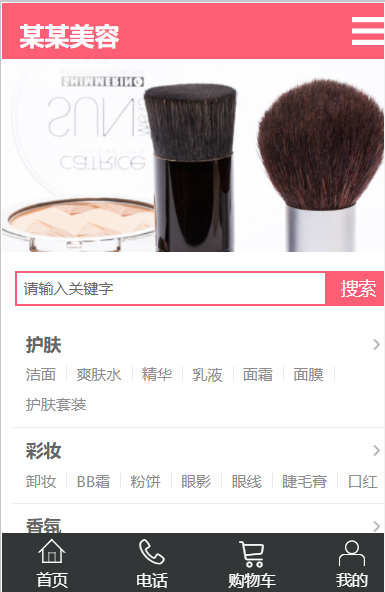 某某美容
SHIMMERING
SUN
catrice
请输入关键字
搜索
护肤
洁面 爽肤水 精华 乳液 面霜 面膜
护肤套装
彩妆
卸妆 BB霜 粉饼 眼影 眼线 睫毛膏 口红
香氛
首页 电话 购物车 我的